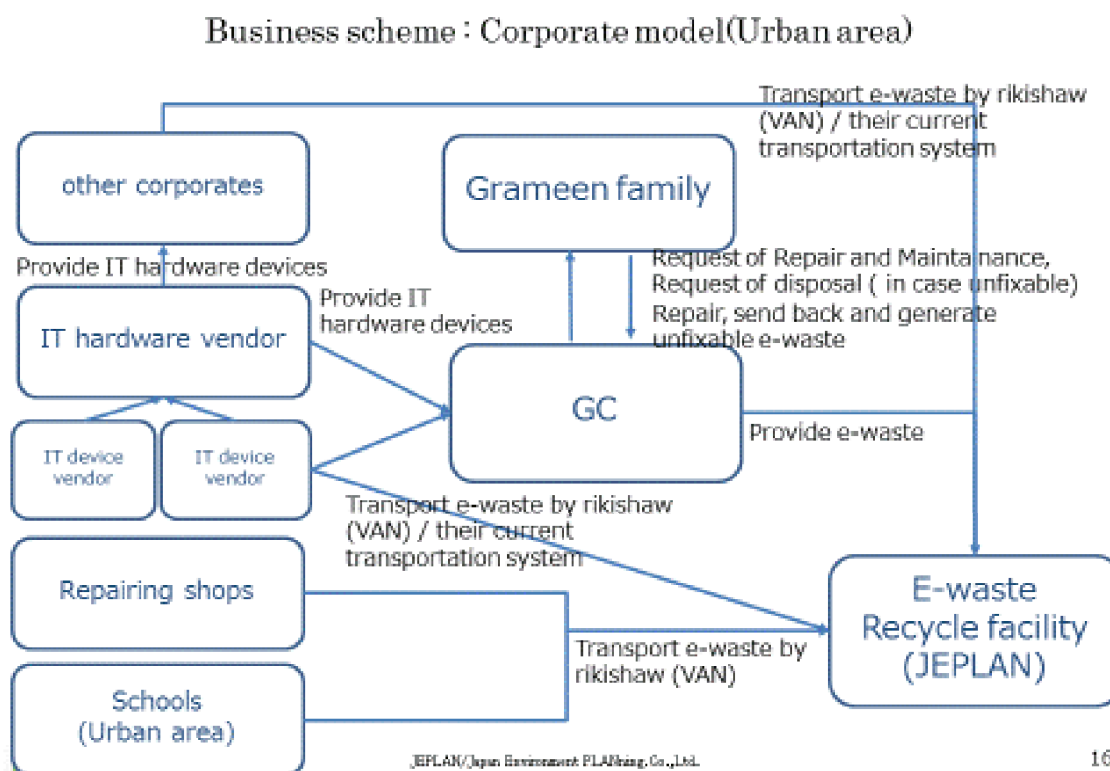 Business scheme : Corporate model(Urban area)
Transport e-waste by rikishaw
(VAN) / their current
transportation system
other corporates
Grameen family
Provide IT hardware devices
Request of Repair and Maintainance,
Request of disposal ( in case unfixable)
Repair, send back and generate
unfixable e-waste
Provide IT
hardware devices
IT hardware vendor
GC
Provide e-waste
IT device
vendor
IT device
vendor
Transport e-waste by rikishaw
(VAN) / their current
transportation system
Repairing shops
E-waste
Recycle facility
(JEPLAN)
Transport e-waste by
rikishaw (VAN)
Schools
(Urban area)
JEPLAN/Japan Environment PLANning. Co.,Ltd.
16